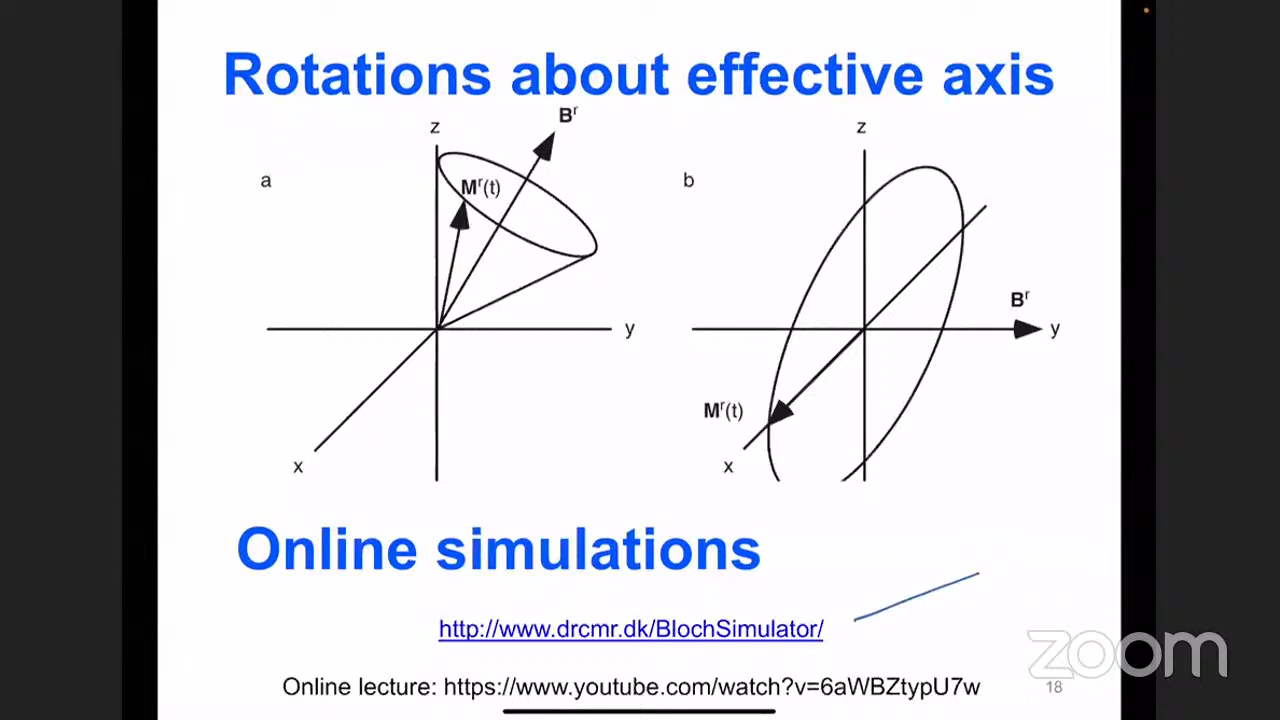 Rotations about effective axis
a
z
Bʳ
Mʳ(t)
y
x
b
z
Bʳ
y
Mʳ(t)
x
Online simulations
http://www.drcmr.dk/BlochSimulator/
Online lecture: https://www.youtube.com/watch?v=6aWBZtypU7w
18
zoom